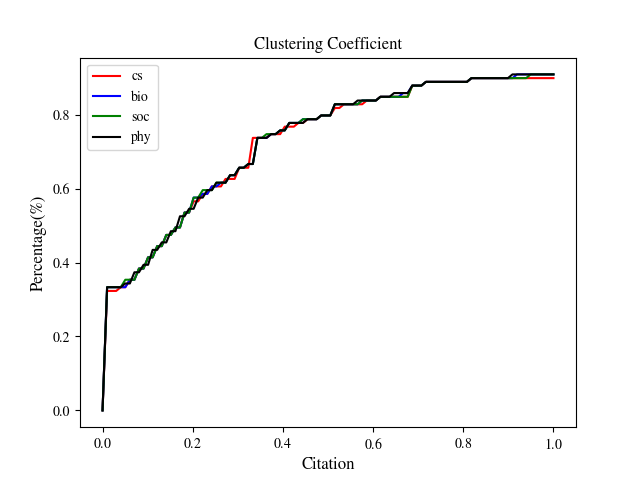 Clustering Coefficient
cs
bio
soc
phy
Percentage(%)
0.8
0.6
0.4
0.2
0.0
0.0 0.2 0.4 0.6 0.8 1.0
Citation